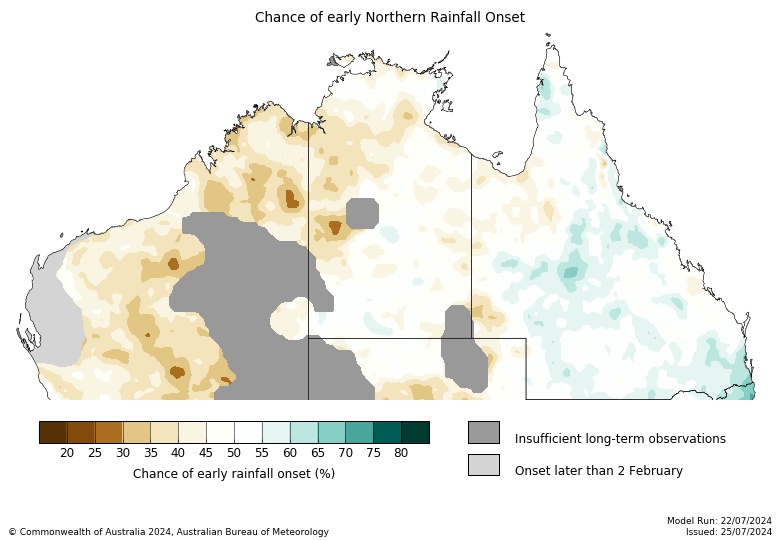 Chance of early Northern Rainfall Onset
20 25 30 35 40 45 50 55 60 65 70 75 80
Chance of early rainfall onset (%)
Insufficient long-term observations
Onset later than 2 February
© Commonwealth of Australia 2024, Australian Bureau of Meteorology
Model Run: 22/07/2024
Issued: 25/07/2024